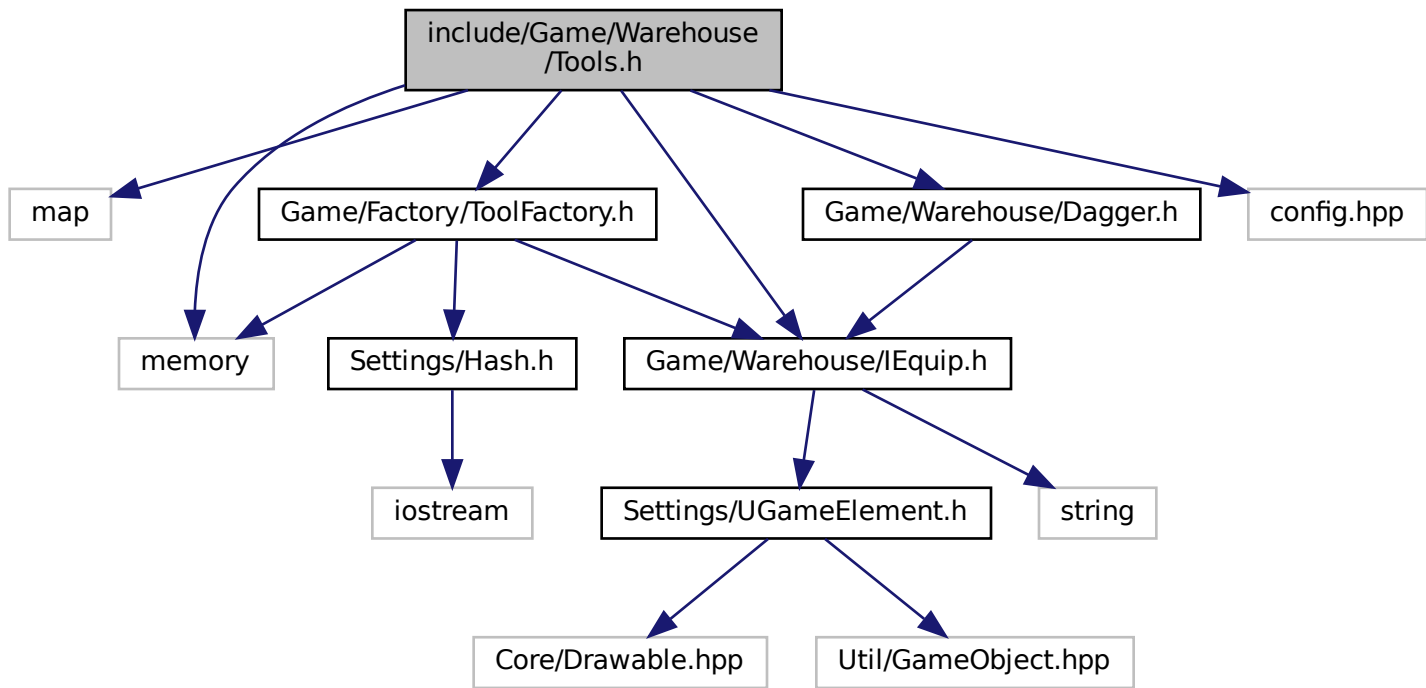 include/Game/Warehouse
/Tools.h
map
Game/Factory/ToolFactory.h
Game/Warehouse/Dagger.h
config.hpp
memory
Settings/Hash.h
Game/Warehouse/IEquip.h
iostream
Settings/UGameElement.h
string
Core/Drawable.hpp
Util/GameObject.hpp